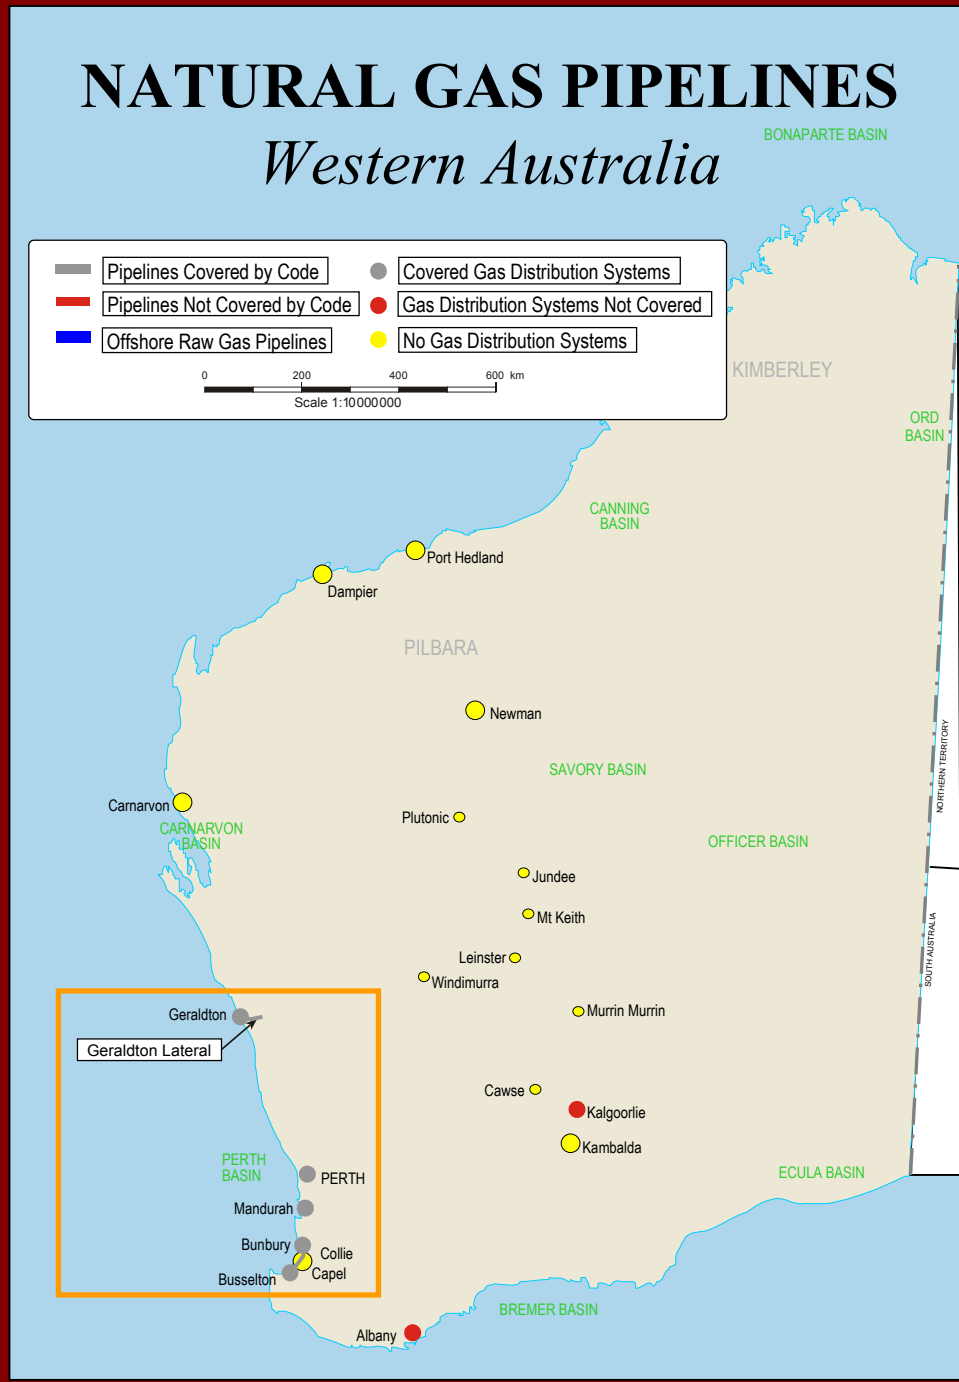 NATURAL GAS PIPELINES
BONAPARTE BASIN
Western Australia
Pipelines Covered by Code
Covered Gas Distribution Systems
Pipelines Not Covered by Code
Gas Distribution Systems Not Covered
Offshore Raw Gas Pipelines
No Gas Distribution Systems
0 200 400 600 km
Scale 1:10000000
KIMBERLEY
ORD
BASIN
CANNING
BASIN
Port Hedland
Dampier
PILBARA
Newman
SAVORY BASIN
NORTHERN TERRITORY
Carnarvon
Plutonic
CARNARVON
BASIN
OFFICER BASIN
Jundee
Mt Keith
SOUTH AUSTRALIA
Leinster
Windimurra
Geraldton
Murrin Murrin
Geraldton Lateral
Cawse
Kalgoorlie
Kambalda
PERTH
BASIN
PERTH
ECULA BASIN
Mandurah
Bunbury
Collie
Capel
Busselton
BREMER BASIN
Albany